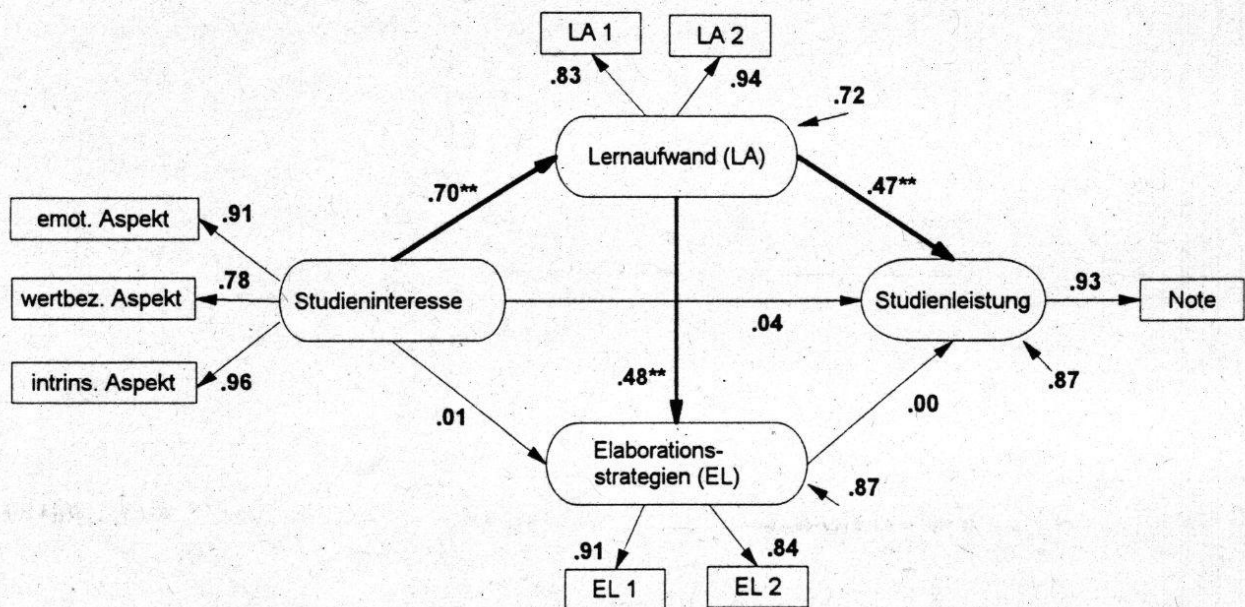 LA 1
LA 2
.83
.94
.72
Lernaufwand (LA)
.70**
.47**
emot. Aspekt
.91
wertbez. Aspekt
.78
Studieninteresse
Studienleistung
.93
Note
.04
intrins. Aspekt
.96
.48**
.87
.01
.00
Elaborations-
strategien (EL)
.87
.91
.84
EL 1
EL 2